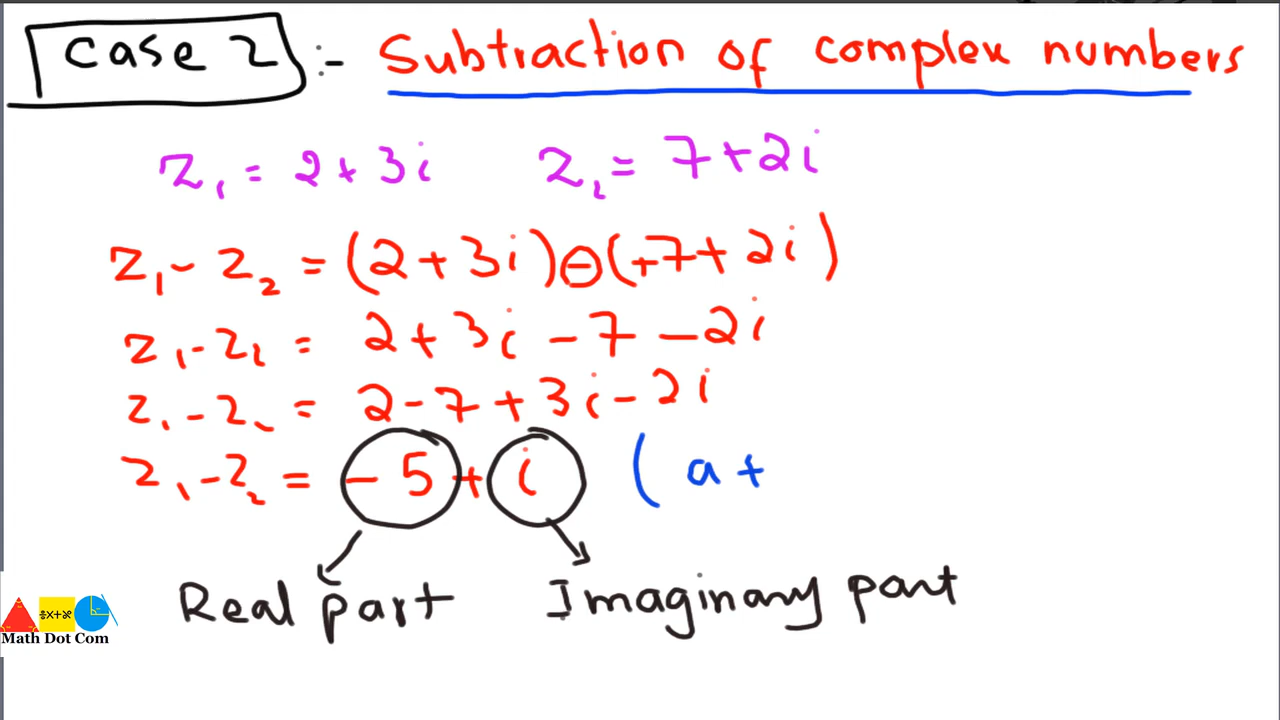 Case 2 :- Subtraction of complex numbers
z₁ = 2 + 3i z₂ = 7 + 2i
z₁ - z₂ = (2 + 3i) ⊖ (+7 + 2i)
z₁ - z₂ = 2 + 3i - 7 - 2i
z₁ - z₂ = 2 - 7 + 3i - 2i
z₁ - z₂ = - 5 + i ( a +
Real part Imaginary part
Math Dot Com